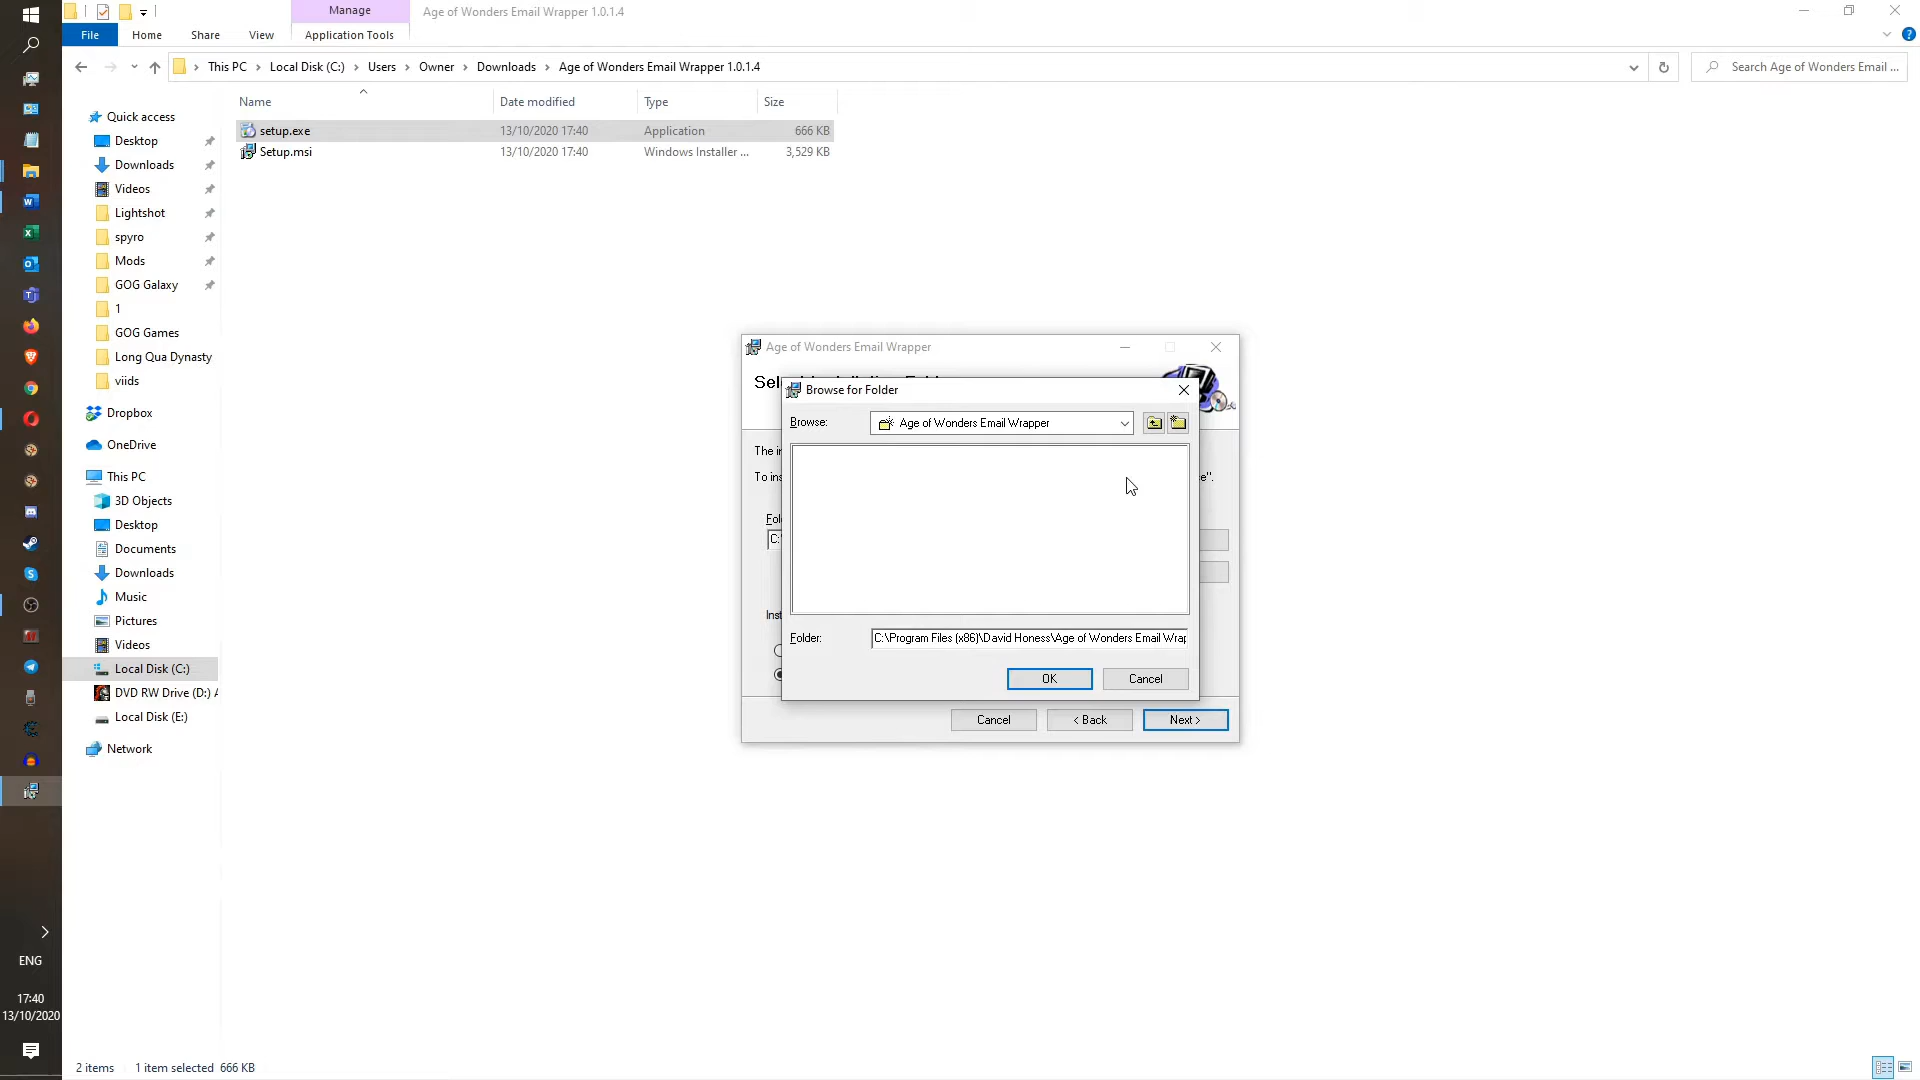 Manage
Age of Wonders Email Wrapper 1.0.1.4
File
Home
Share
View
Application Tools
This PC
Local Disk (C:)
Users
Owner
Downloads
Age of Wonders Email Wrapper 1.0.1.4
Search Age of Wonders Email ...
Name
Date modified
Type
Size
setup.exe
13/10/2020 17:40
Application
666 KB
Setup.msi
13/10/2020 17:40
Windows Installer ...
3,529 KB
Quick access
Desktop
Downloads
Videos
Lightshot
spyro
Mods
GOG Galaxy
1
GOG Games
Long Qua Dynasty
viids
Dropbox
OneDrive
This PC
3D Objects
Desktop
Documents
Downloads
Music
Pictures
Videos
Local Disk (C:)
DVD RW Drive (D:) A
Local Disk (E:)
Network
Age of Wonders Email Wrapper
Browse for Folder
Browse:
Age of Wonders Email Wrapper
To ins
e".
C:\
Folder:
C:\Program Files (x86)\David Honess\Age of Wonders Email Wrap
OK
Cancel
Cancel
< Back
Next >
ENG
17:40
13/10/2020
2 items
1 item selected 666 KB